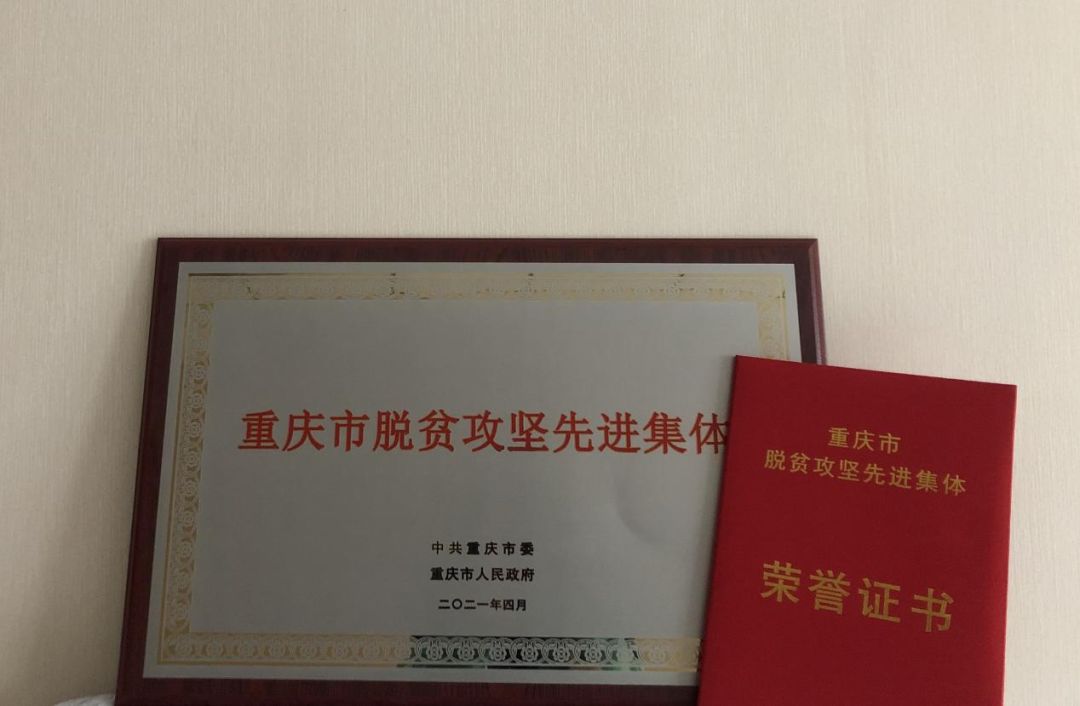 重庆市脱贫攻坚先进集体
中共重庆市委
重庆市人民政府
二〇二一年四月
重庆市
脱贫攻坚先进集体
荣誉证书